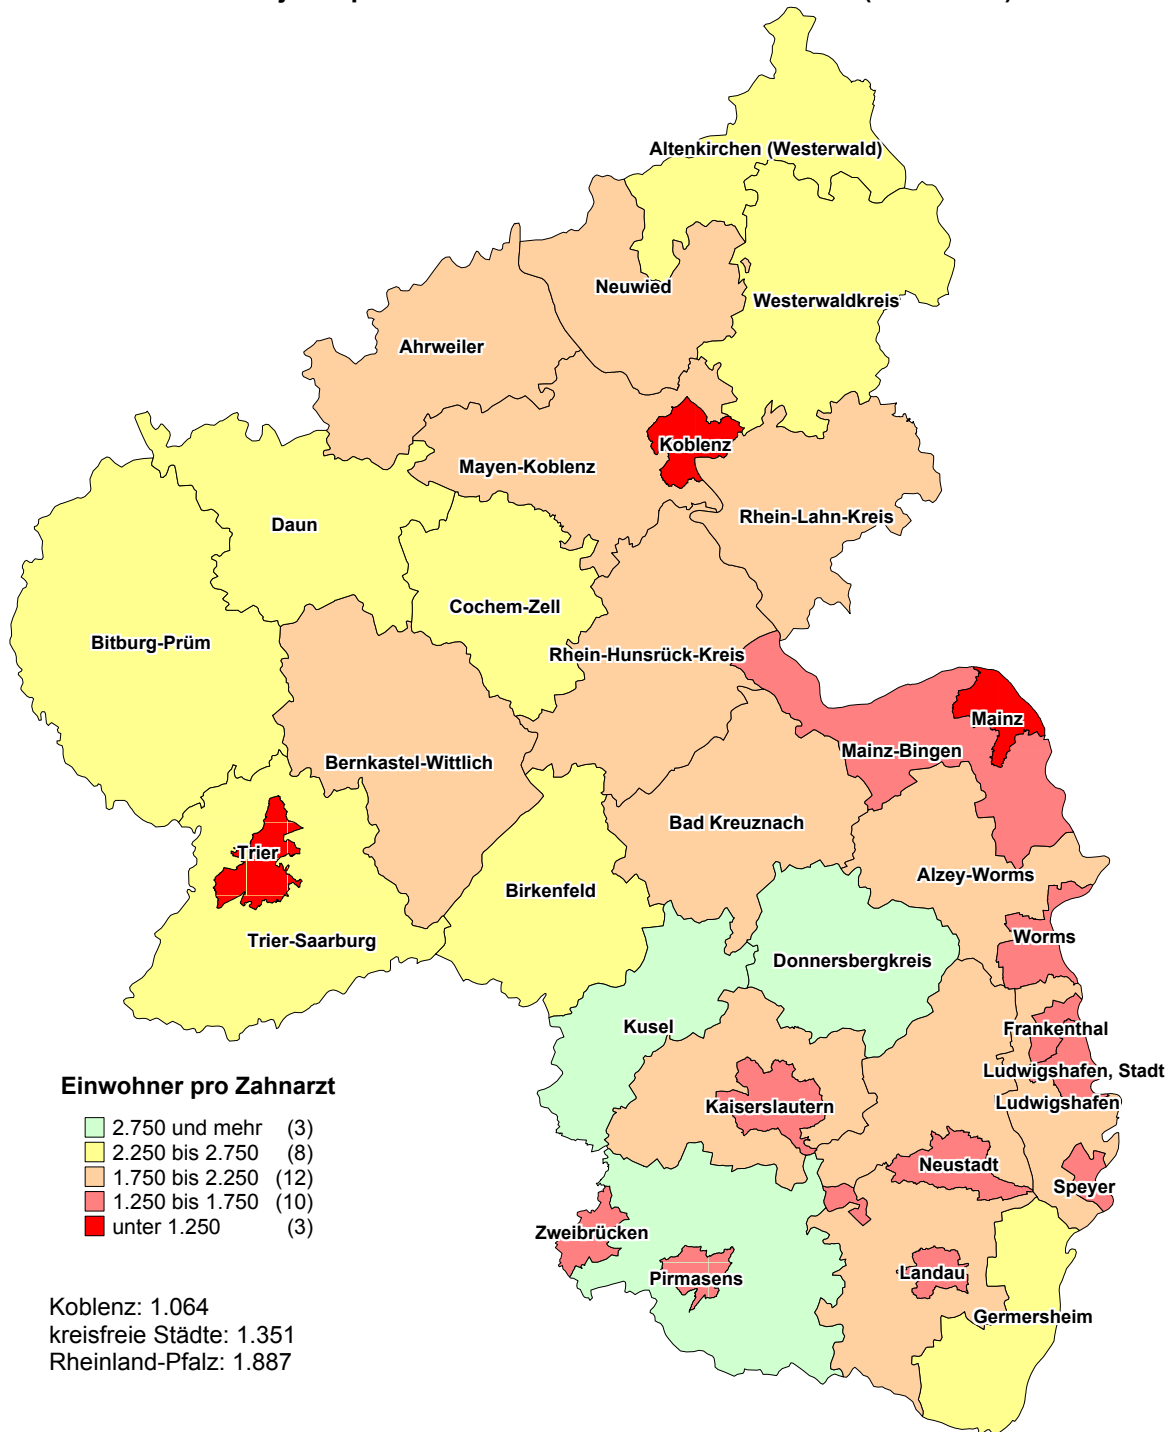 Altenkirchen (Westerwald)
Neuwied
Westerwaldkreis
Ahrweiler
Koblenz
Mayen-Koblenz
Rhein-Lahn-Kreis
Daun
Cochem-Zell
Bitburg-Prüm
Rhein-Hunsrück-Kreis
Mainz
Mainz-Bingen
Bernkastel-Wittlich
Bad Kreuznach
Trier
Alzey-Worms
Birkenfeld
Worms
Trier-Saarburg
Donnersbergkreis
Kusel
Frankenthal
Ludwigshafen, Stadt
Ludwigshafen
Kaiserslautern
Neustadt
Speyer
Zweibrücken
Landau
Pirmasens
Germersheim
Einwohner pro Zahnarzt
2.750 und mehr (3)
2.250 bis 2.750 (8)
1.750 bis 2.250 (12)
1.250 bis 1.750 (10)
unter 1.250 (3)
Koblenz: 1.064
kreisfreie Städte: 1.351
Rheinland-Pfalz: 1.887